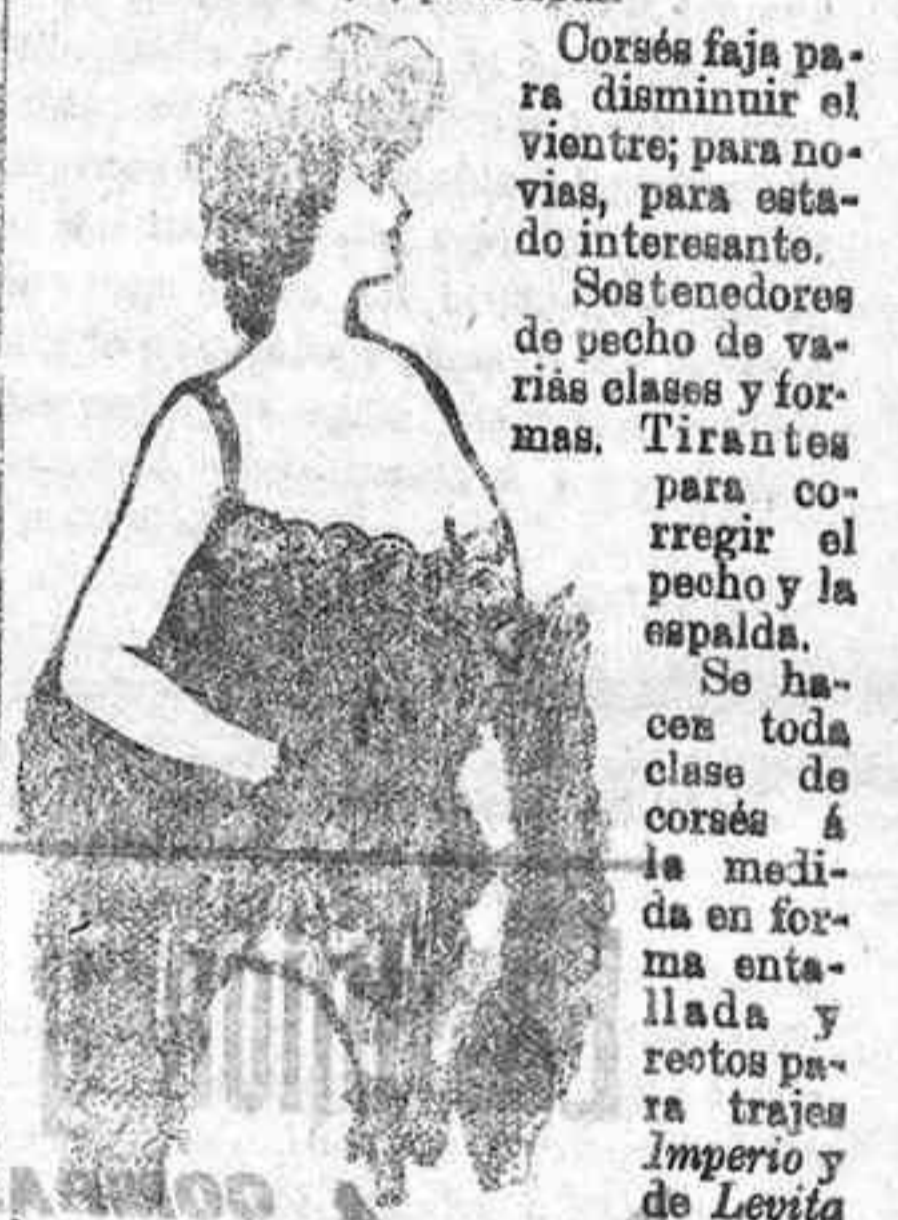 Corsés faja pa-
ra disminuir el
vientre; para no-
vias, para esta-
do interesante.
Sostenedores
de pecho de va-
riás clases y for-
mas. Tirantes
para co-
rregir el
pecho y la
espalda.
Se ha-
cen toda
clase de
corsés á
la medi-
da en for-
ma enta-
llada y
rectos pa-
ra trajes
Imperio y
de Levita